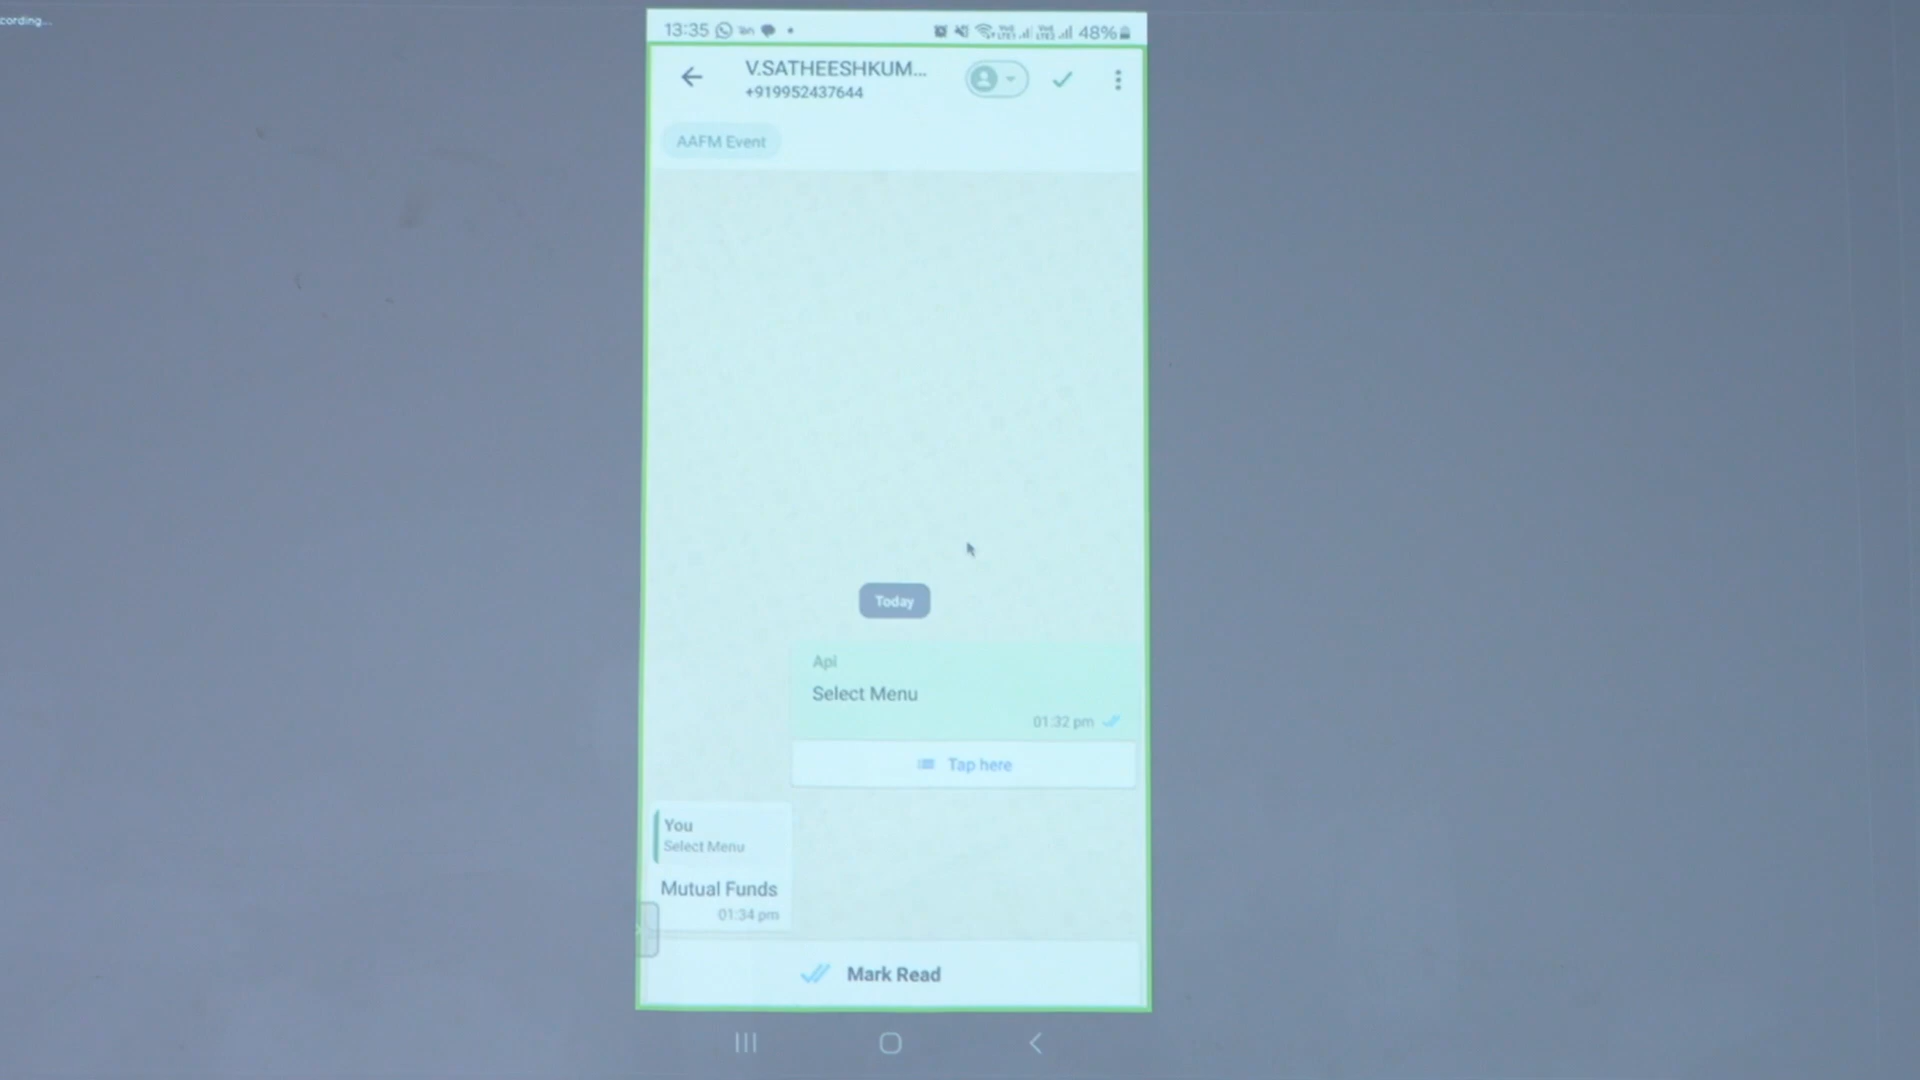 cording...
13:35 48%
V.SATHEESHKUM...
+919952437644
AAFM Event
Today
Api
Select Menu
01:32 pm
Tap here
You
Select Menu
Mutual Funds
01:34 pm
Mark Read